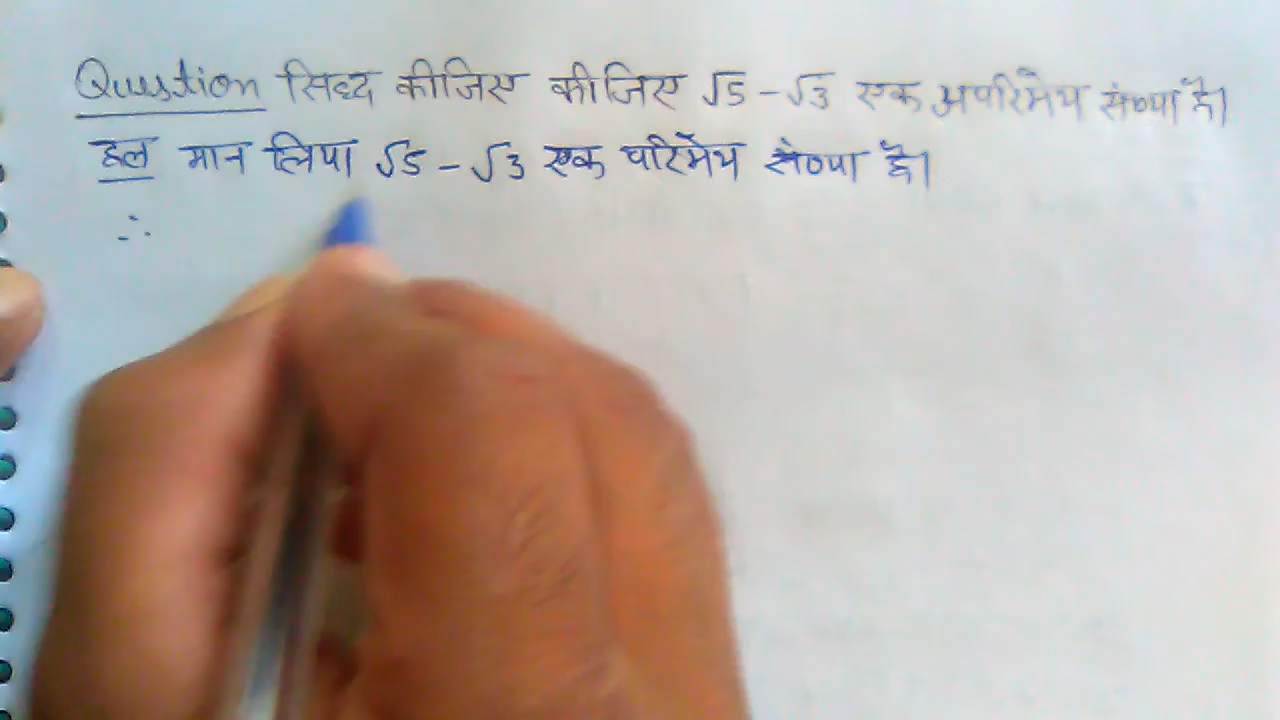 Question सिध्द कीजिए कीजिए √5 - √3 एक अपरिमेय संख्या है।
हल मान लिया √5 - √3 एक परिमेय संख्या है।
∴